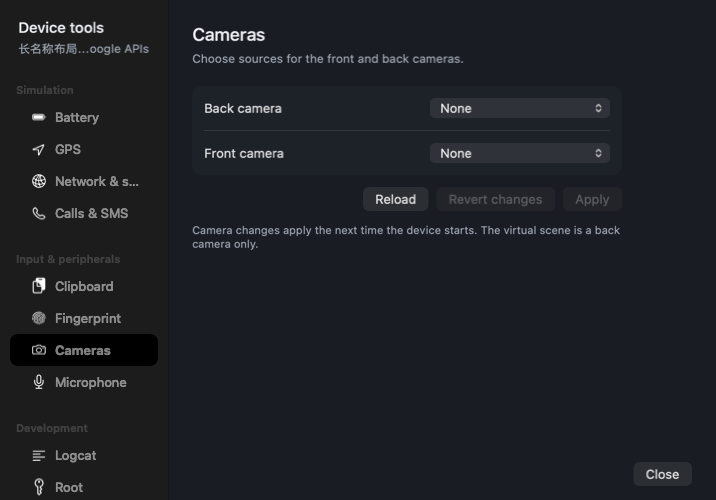 Device tools
长名称布局...oogle APIs
Simulation
Battery
GPS
Network & s...
Calls & SMS
Input & peripherals
Clipboard
Fingerprint
Cameras
Microphone
Development
Logcat
Root
Cameras
Choose sources for the front and back cameras.
Back camera
None
Front camera
None
Reload
Revert changes
Apply
Camera changes apply the next time the device starts. The virtual scene is a back
camera only.
Close